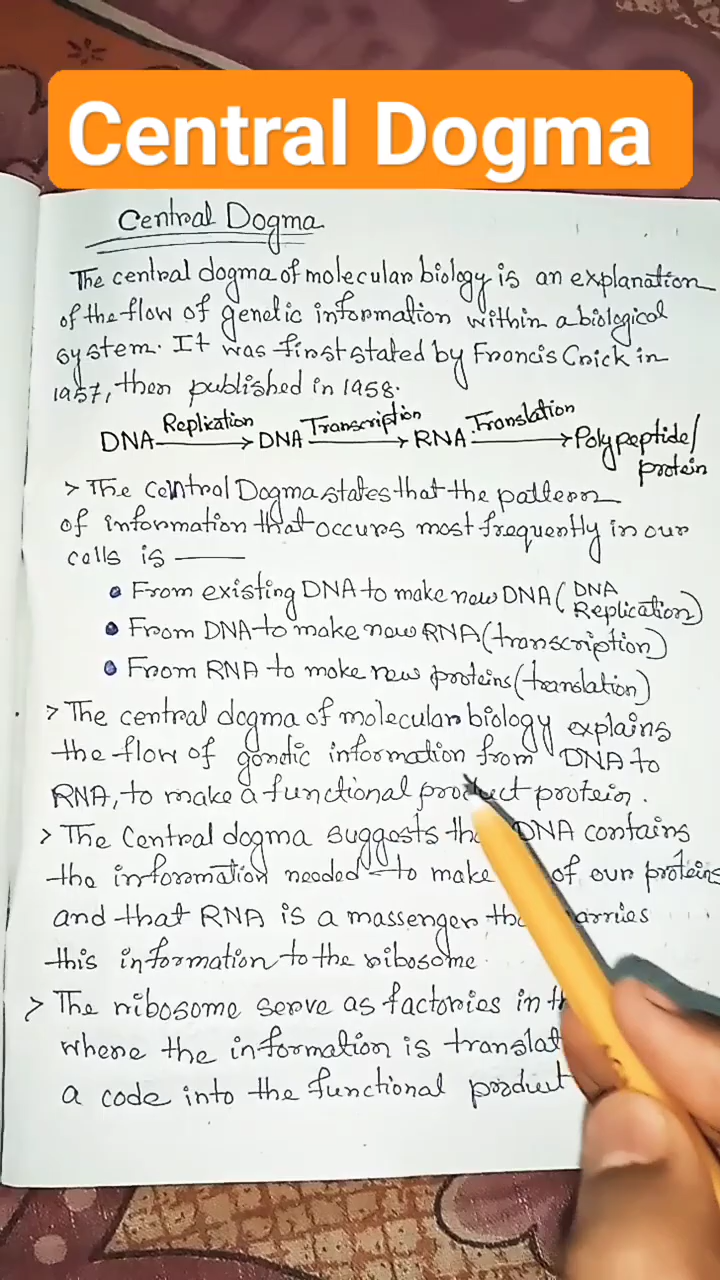 Central Dogma
Central Dogma
The central dogma of molecular biology is an explanation
of the flow of genetic information within a biological
system. It was first stated by Francis Crick in
1957, then published in 1958.
DNA Replication → DNA Transcription → RNA Translation → Polypeptide/
protein
> The central Dogma states that the pattern
of information that occurs most frequently in our
calls is ——
• From existing DNA to make new DNA (DNA
Replication)
• From DNA to make new RNA (transcription)
• From RNA to make new proteins (translation)
> The central dogma of molecular biology explains
the flow of genetic information from DNA to
RNA, to make a functional product protein.
> The Central dogma suggests DNA contains
the information needed to make of our proteins
and that RNA is a massenger
this information to the ribosome.
> The ribosome serve as factories in
where the information is
a code into the functional product